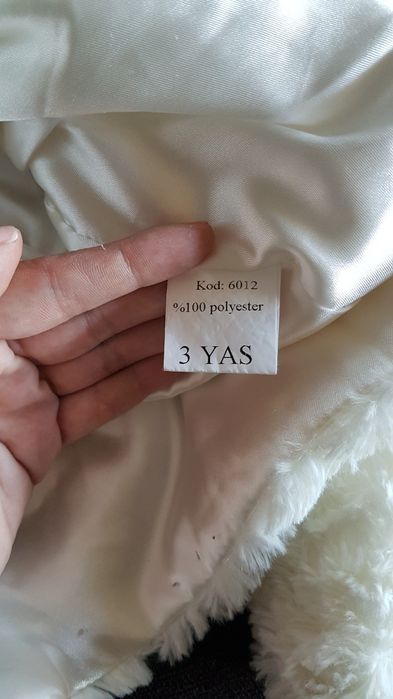 Kod: 6012
%100 polyester
3 YAS